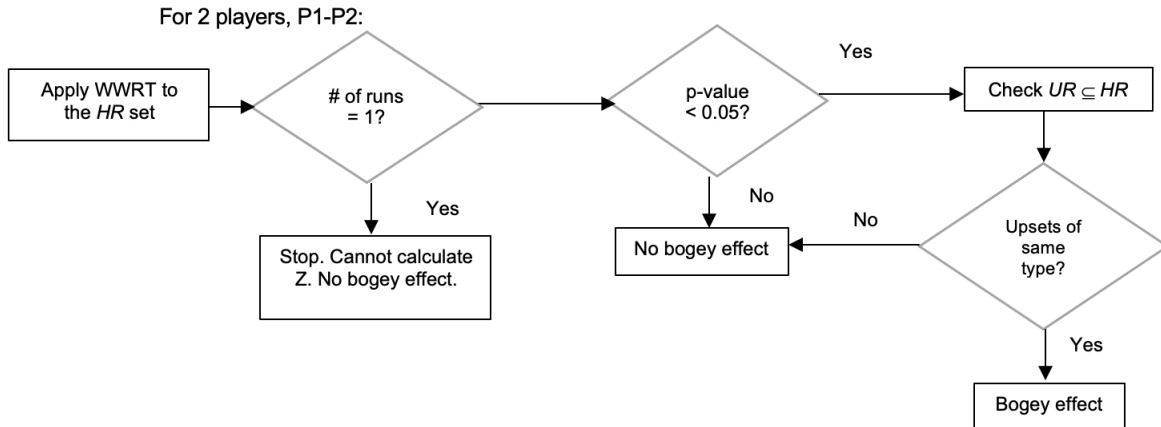 For 2 players, P1-P2:
Apply WWRT to
the HR set
# of runs
= 1?
Yes
Stop. Cannot calculate
Z. No bogey effect.
p-value
< 0.05?
Yes
No
No bogey effect
Check UR ⊆ HR
Upsets of
same
type?
No
Yes
Bogey effect